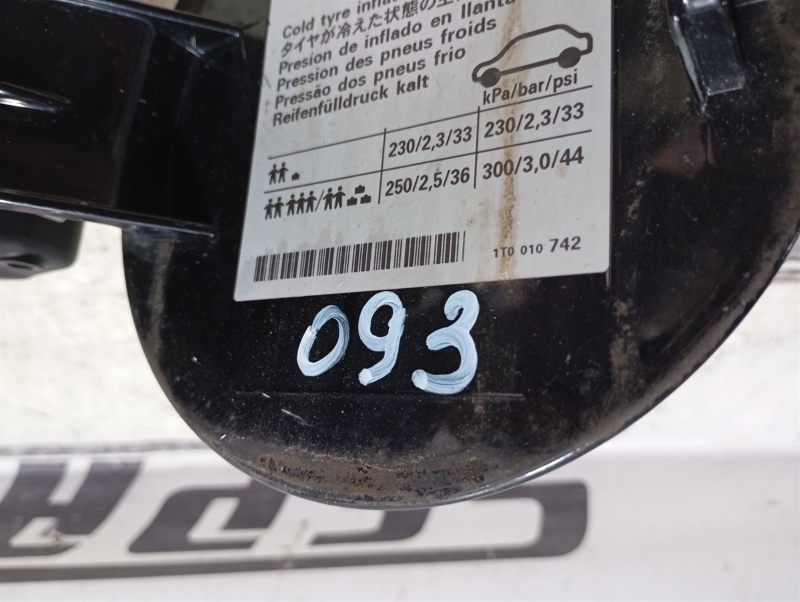 Cold tyre inflat
タイヤが冷えた状態の空
Presion de inflado en llanta
Pression des pneus froids
Pressão dos pneus frio
Reifenfülldruck kalt
kPa/bar/psi
230/2,3/33 230/2,3/33
250/2,5/36 300/3,0/44
1T0 010 742
093